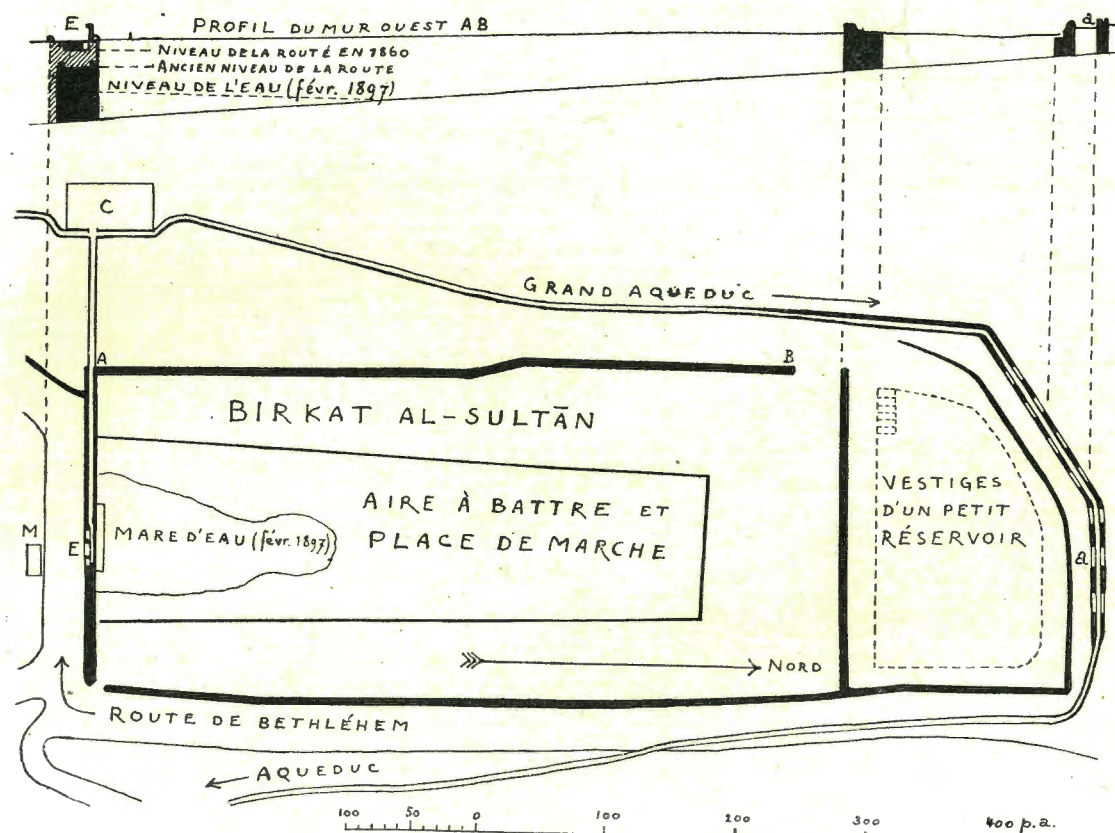 E
PROFIL DU MUR OUEST AB
a
NIVEAU DE LA ROUTÉ EN 1860
ANCIEN NIVEAU DE LA ROUTE
NIVEAU DE L'EAU (févr. 1897)
C
GRAND AQUEDUC
A
B
BIRKAT AL-SULTĀN
AIRE À BATTRE ET
PLACE DE MARCHE
VESTIGES
D'UN PETIT
RÉSERVOIR
M
E
MARE D'EAU (févr. 1897)
a
NORD
ROUTE DE BETHLÉHEM
AQUEDUC
100 50 0 100 200 300 400 p.a.